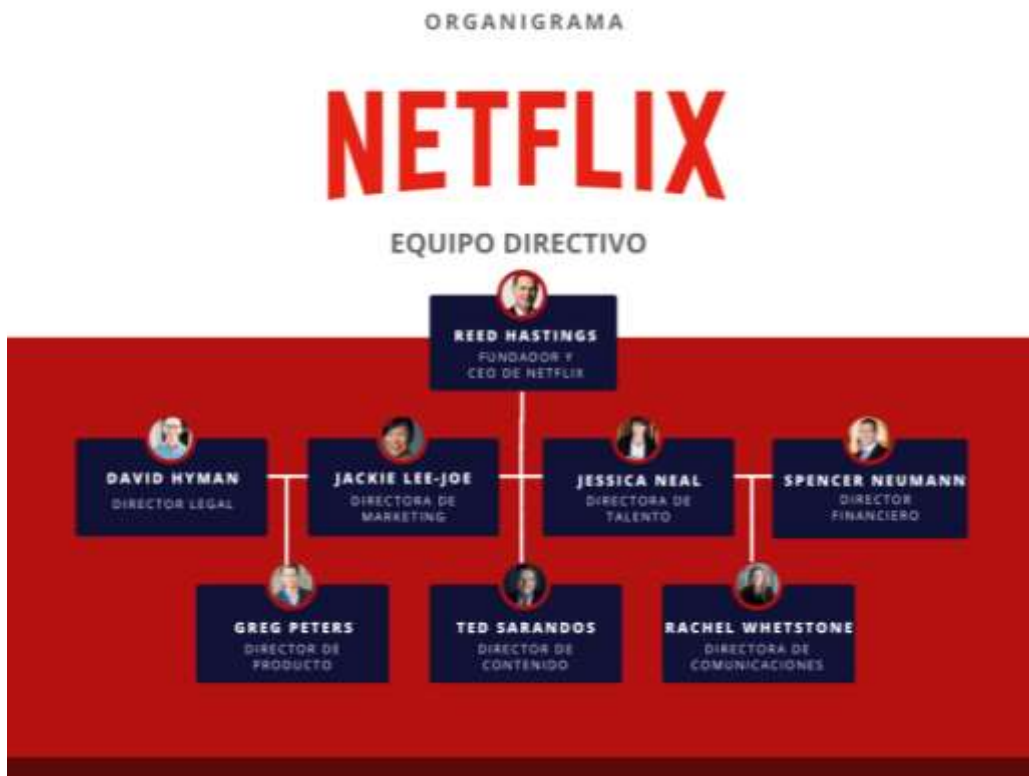 ORGANIGRAMA
NETFLIX
EQUIPO DIRECTIVO
REED HASTINGS
FUNDADOR Y
CEO DE NETFLIX
DAVID HYMAN
DIRECTOR LEGAL
JACKIE LEE-JOE
DIRECTORA DE
MARKETING
JESSICA NEAL
DIRECTORA DE
TALENTO
SPENCER NEUMANN
DIRECTOR
FINANCIERO
GREG PETERS
DIRECTOR DE
PRODUCTO
TED SARANDOS
DIRECTOR DE
CONTENIDO
RACHEL WHETSTONE
DIRECTORA DE
COMUNICACIONES